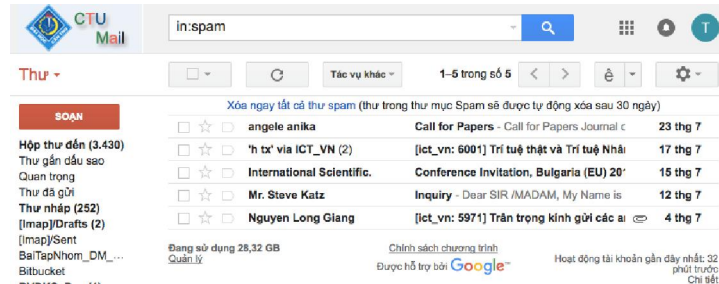 CTU
Mail
in:spam
T
Thư
Tác vụ khác
1–5 trong số 5
ê
SOẠN
Xóa ngay tất cả thư spam (thư trong thư mục Spam sẽ được tự động xóa sau 30 ngày)
angele anika Call for Papers - Call for Papers Journal c 23 thg 7
'h tx' via ICT_VN (2) [ict_vn: 6001] Trí tuệ thật và Trí tuệ Nhân 17 thg 7
International Scientific. Conference Invitation, Bulgaria (EU) 201 15 thg 7
Mr. Steve Katz Inquiry - Dear SIR /MADAM, My Name is 12 thg 7
Nguyen Long Giang [ict_vn: 5971] Trân trọng kính gửi các 4 thg 7
Hộp thư đến (3.430)
Thư gắn dấu sao
Quan trọng
Thư đã gửi
Thư nháp (252)
[Imap]/Drafts (2)
[Imap]/Sent
BaiTapNhom_DM_...
Bitbucket
Đang sử dụng 28,32 GB
Quản lý
Chính sách chương trình
Được hỗ trợ bởi Google™
Hoạt động tài khoản gần đây nhất: 32
phút trước
Chi tiết